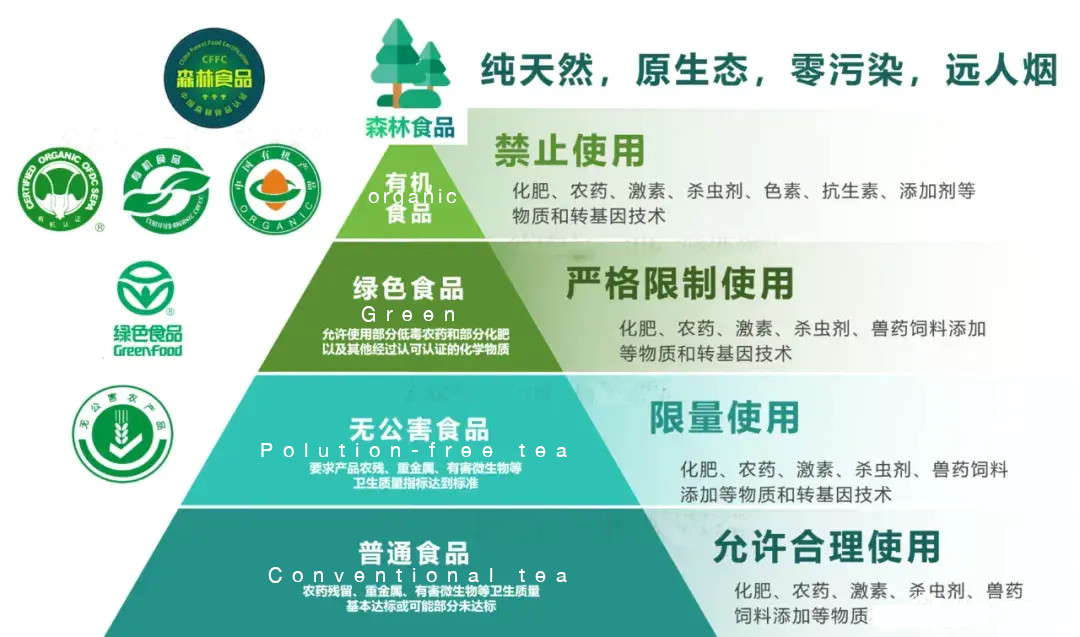 China Forest Food Certification
CFFC
森林食品
森林食品
纯天然，原生态，零污染，远人烟
CERTIFIED ORGANIC OFDC SEPA
有机认证
®
有机食品
CERTIFIED ORGANIC
中国有机产品
ORGANIC
有机
organic
食品
禁止使用
化肥、农药、激素、杀虫剂、色素、抗生素、添加剂等
物质和转基因技术
®
绿色食品
Greenfood
绿色食品
Green
允许使用部分低毒农药和部分化肥
以及其他经过认可认证的化学物质
严格限制使用
化肥、农药、激素、杀虫剂、兽药饲料添加
等物质和转基因技术
无公害农产品
无公害食品
Polution-free tea
要求产品农残、重金属、有害微生物等
卫生质量指标达到标准
限量使用
化肥、农药、激素、杀虫剂、兽药饲料
添加等物质和转基因技术
普通食品
Conventional tea
农药残留、重金属、有害微生物等卫生质量
基本达标或可能部分未达标
允许合理使用
化肥、农药、激素、杀虫剂、兽药
饲料添加等物质